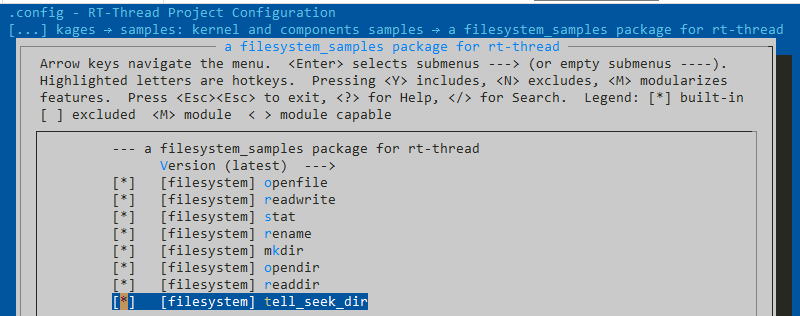 .config - RT-Thread Project Configuration
[...] kages → samples: kernel and components samples → a filesystem_samples package for rt-thread
a filesystem_samples package for rt-thread
Arrow keys navigate the menu.  <Enter> selects submenus ---> (or empty submenus ----).
Highlighted letters are hotkeys.  Pressing <Y> includes, <N> excludes, <M> modularizes
features.  Press <Esc><Esc> to exit, <?> for Help, </> for Search.  Legend: [*] built-in
[ ] excluded  <M> module  < > module capable
--- a filesystem_samples package for rt-thread
Version (latest)  --->
[*]   [filesystem] openfile
[*]   [filesystem] readwrite
[*]   [filesystem] stat
[*]   [filesystem] rename
[*]   [filesystem] mkdir
[*]   [filesystem] opendir
[*]   [filesystem] readdir
[*]   [filesystem] tell_seek_dir